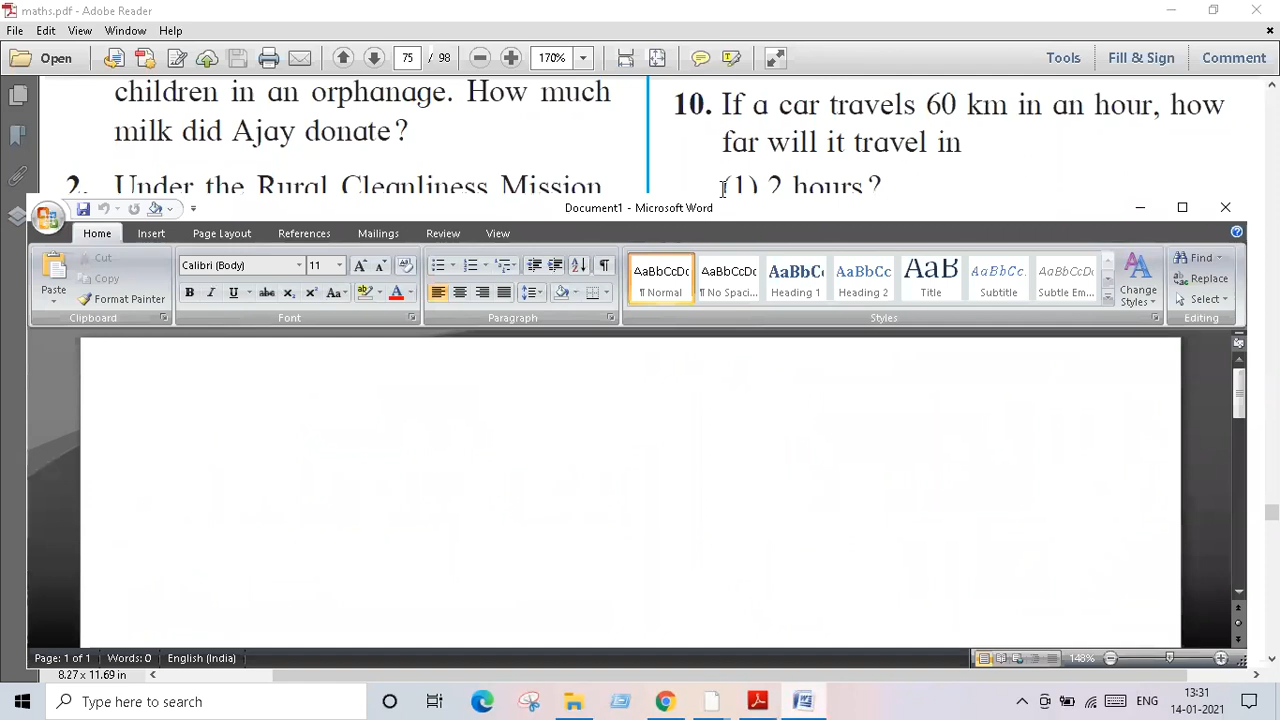 maths.pdf - Adobe Reader
File Edit View Window Help
Open 75 / 98 170% Tools Fill & Sign Comment
children in an orphanage. How much
milk did Ajay donate?
2. Under the Rural Cleanliness Mission,
10. If a car travels 60 km in an hour, how
far will it travel in
(1) 2 hours?
Document1 - Microsoft Word
Home Insert Page Layout References Mailings Review View
Paste
Cut
Copy
Format Painter
Clipboard
Calibri (Body) 11
B I U abc x₂ x² Aa
Font
Paragraph
AaBbCcDc AaBbCcDc AaBbC AaBbCc AaB AaBbCc. AaBbCcD
¶ Normal ¶ No Spaci... Heading 1 Heading 2 Title Subtitle Subtle Em...
Change
Styles
Styles
Find
Replace
Select
Editing
Page: 1 of 1 Words: 0 English (India) 148%
8.27 x 11.69 in
Type here to search
ENG
13:31
14-01-2021